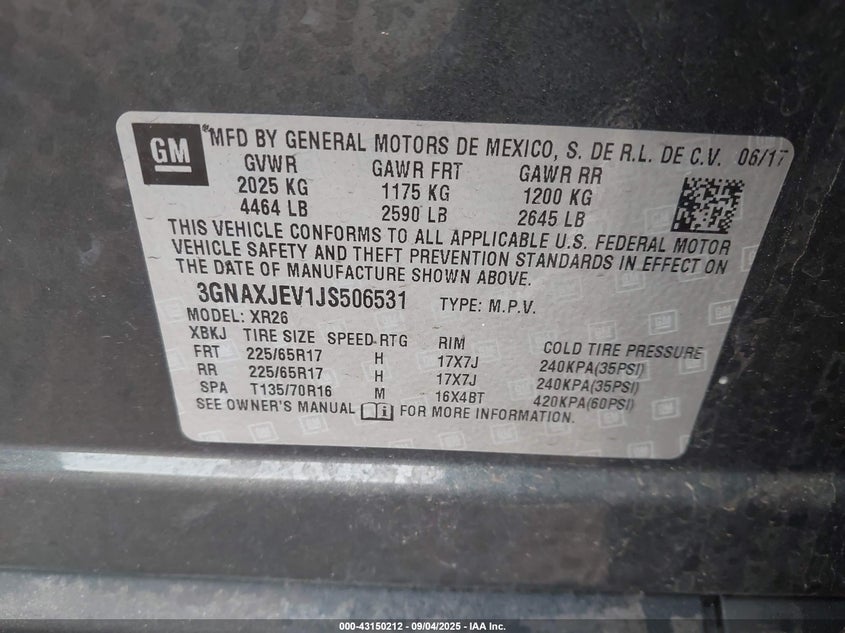 GM
*MFD BY GENERAL MOTORS DE MEXICO, S. DE R.L. DE C.V. 06/17
GVWR GAWR FRT GAWR RR
2025 KG 1175 KG 1200 KG
4464 LB 2590 LB 2645 LB
THIS VEHICLE CONFORMS TO ALL APPLICABLE U.S. FEDERAL MOTOR
VEHICLE SAFETY AND THEFT PREVENTION STANDARDS IN EFFECT ON
THE DATE OF MANUFACTURE SHOWN ABOVE.
3GNAXJEV1JS506531 TYPE: M.P.V.
MODEL: XR26
XBKJ TIRE SIZE SPEED RTG RIM COLD TIRE PRESSURE
FRT 225/65R17 H 17X7J 240KPA(35PSI)
RR 225/65R17 H 17X7J 240KPA(35PSI)
SPA T135/70R16 M 16X4BT 420KPA(60PSI)
SEE OWNER'S MANUAL i FOR MORE INFORMATION.
000-43150212 - 09/04/2025 - IAA Inc.